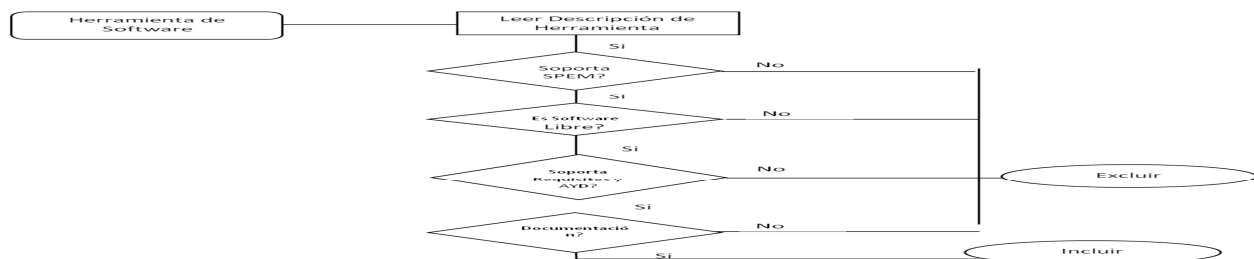 Herramienta de
Software
Leer Descripción de
Herramienta
Si
Soporta
SPEM?
No
Si
Es Software
Libre?
No
Si
Soporta
Requisitos y
AYD?
No
Excluir
Si
Documentació
n?
No
Si
Incluir